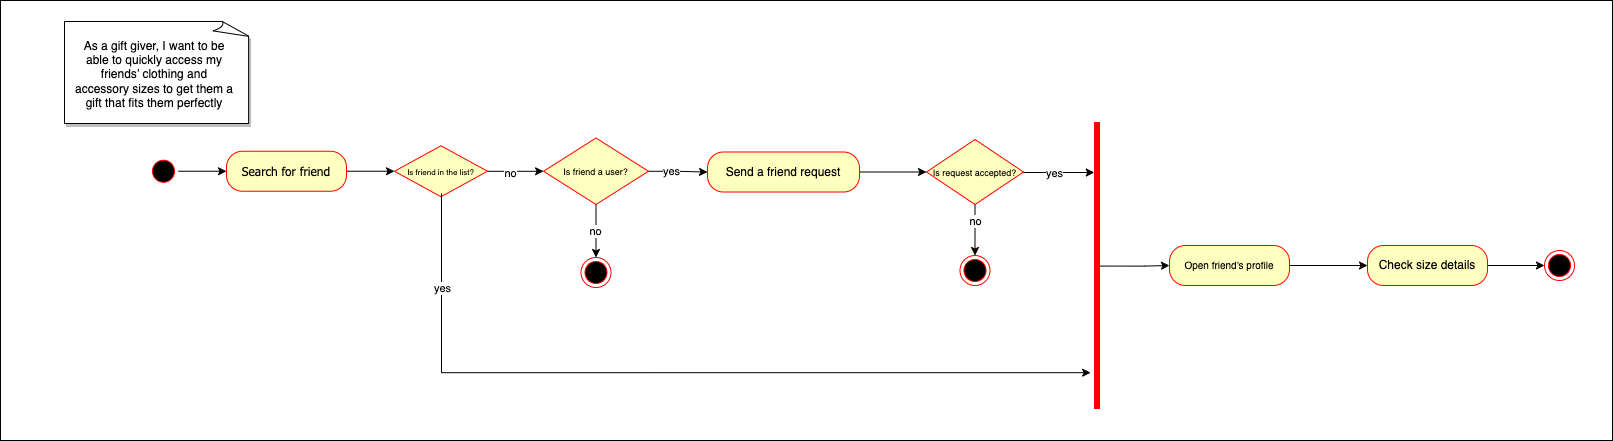 As a gift giver, I want to be
able to quickly access my
friends' clothing and
accessory sizes to get them a
gift that fits them perfectly
Search for friend
Is friend in the list?
no
Is friend a user?
yes
Send a friend request
Is request accepted?
yes
no
no
yes
Open friend's profile
Check size details